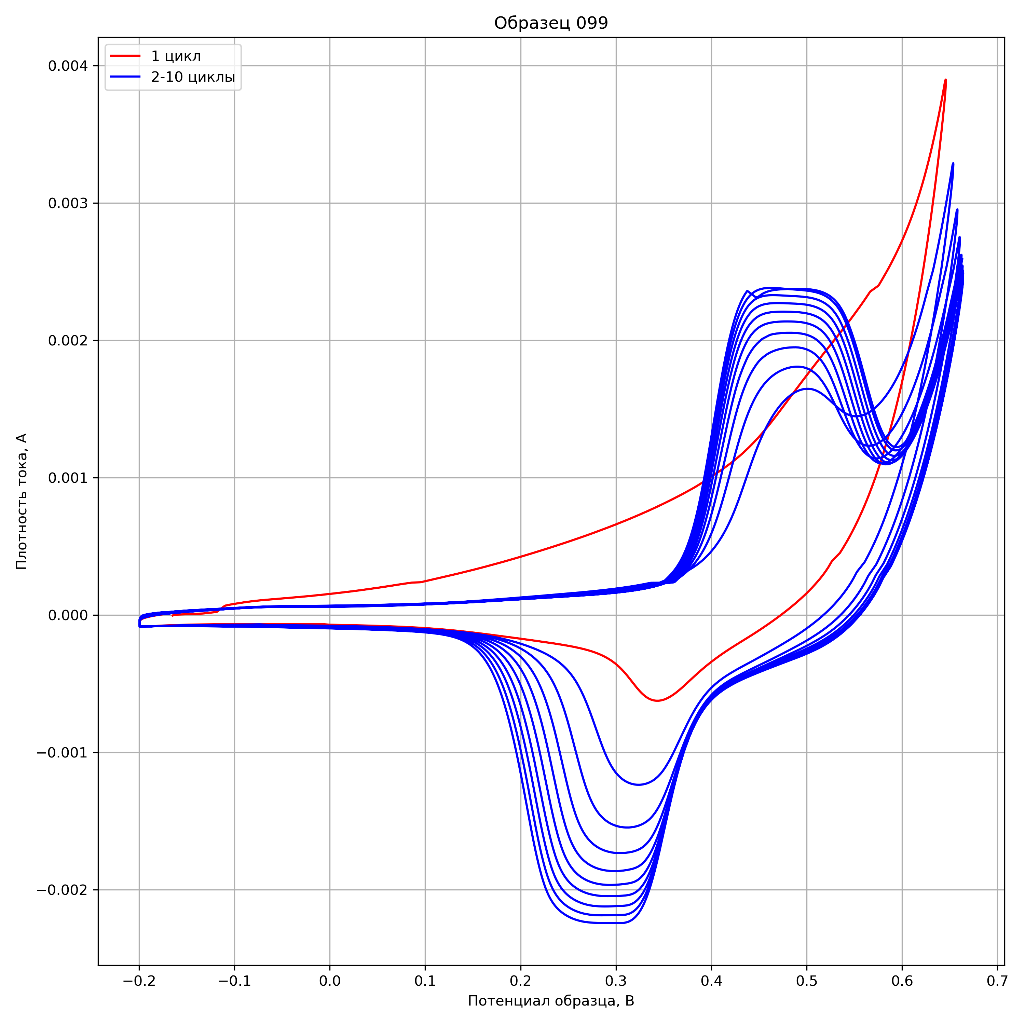 Образец 099
1 цикл
2-10 циклы
0.004
0.003
0.002
0.001
0.000
−0.001
−0.002
Плотность тока, А
−0.2 −0.1 0.0 0.1 0.2 0.3 0.4 0.5 0.6 0.7
Потенциал образца, В